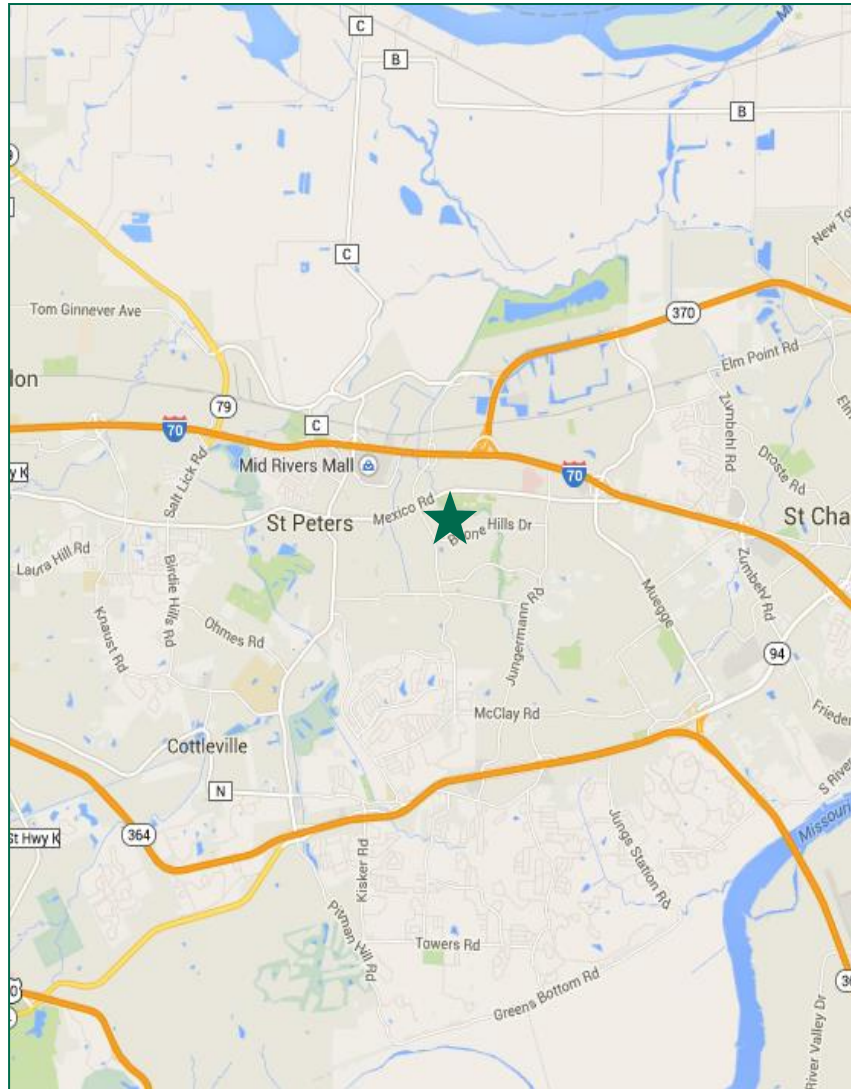 C
B
B
C
New To
370
Tom Ginnever Ave
Elm Point Rd
lon
79
Zumbehl Rd
Elm
70
C
Droste Rd
y K
Mid Rivers Mall
70
Salt Lick Rd
Mexico Rd
St Peters
Boone Hills Dr
St Cha
Laura Hill Rd
Birdie Hills Rd
Zumbehl Rd
Muegge
Knaust Rd
Ohmes Rd
Jungermann Rd
94
McClay Rd
Frieden
Cottleville
S River
N
Missouri
364
St Hwy K
Kisker Rd
Jungs Station Rd
Pitman Hill Rd
Towers Rd
Greens Bottom Rd
River Valley Dr